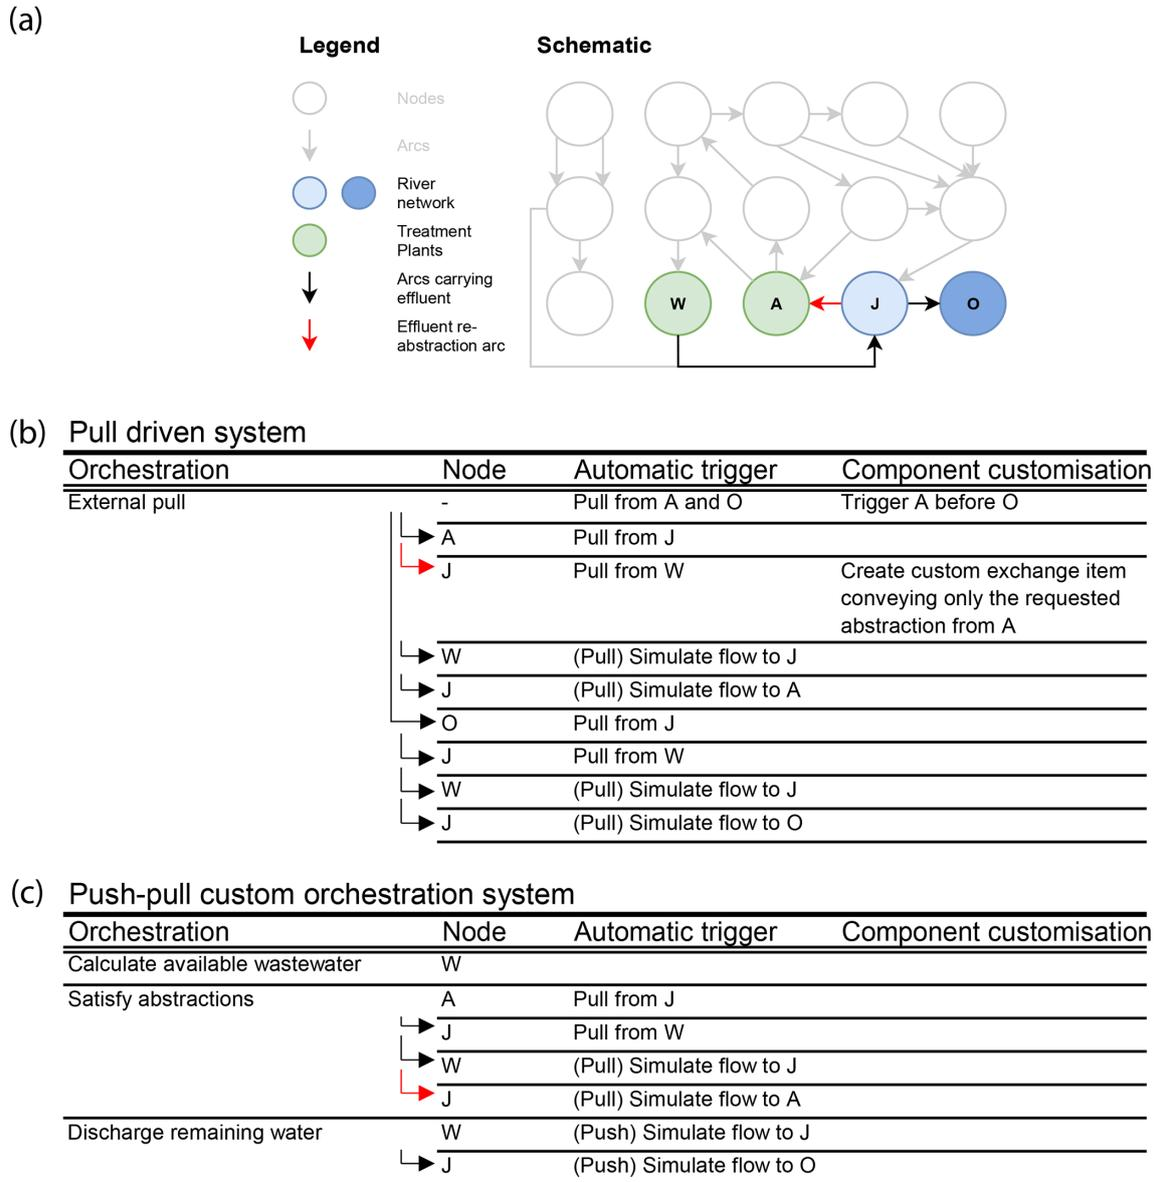 (a)
Legend Schematic
Nodes
Arcs
River
network
Treatment
Plants
Arcs carrying
effluent
Effluent re-
abstraction arc
W A J O
(b) Pull driven system
Orchestration Node Automatic trigger Component customisation
External pull - Pull from A and O Trigger A before O
A Pull from J
J Pull from W Create custom exchange item
conveying only the requested
abstraction from A
W (Pull) Simulate flow to J
J (Pull) Simulate flow to A
O Pull from J
J Pull from W
W (Pull) Simulate flow to J
J (Pull) Simulate flow to O
(c) Push-pull custom orchestration system
Orchestration Node Automatic trigger Component customisation
Calculate available wastewater W
Satisfy abstractions A Pull from J
J Pull from W
W (Pull) Simulate flow to J
J (Pull) Simulate flow to A
Discharge remaining water W (Push) Simulate flow to J
J (Push) Simulate flow to O